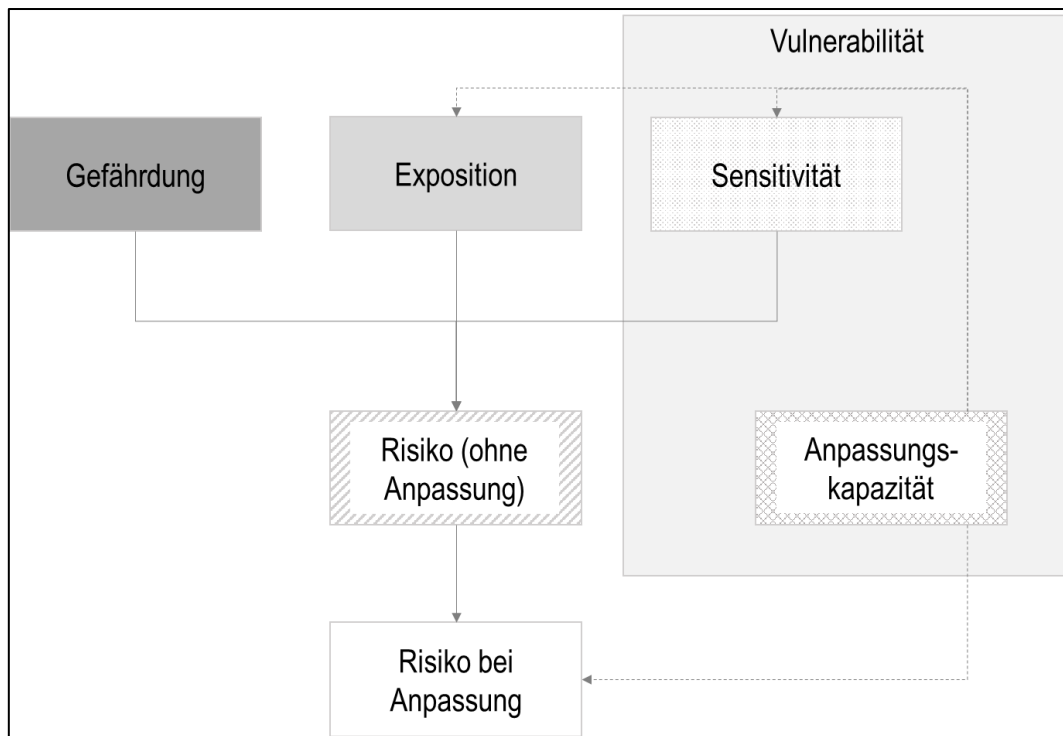 Vulnerabilität
Gefährdung
Exposition
Sensitivität
Risiko (ohne
Anpassung)
Anpassungs-
kapazität
Risiko bei
Anpassung